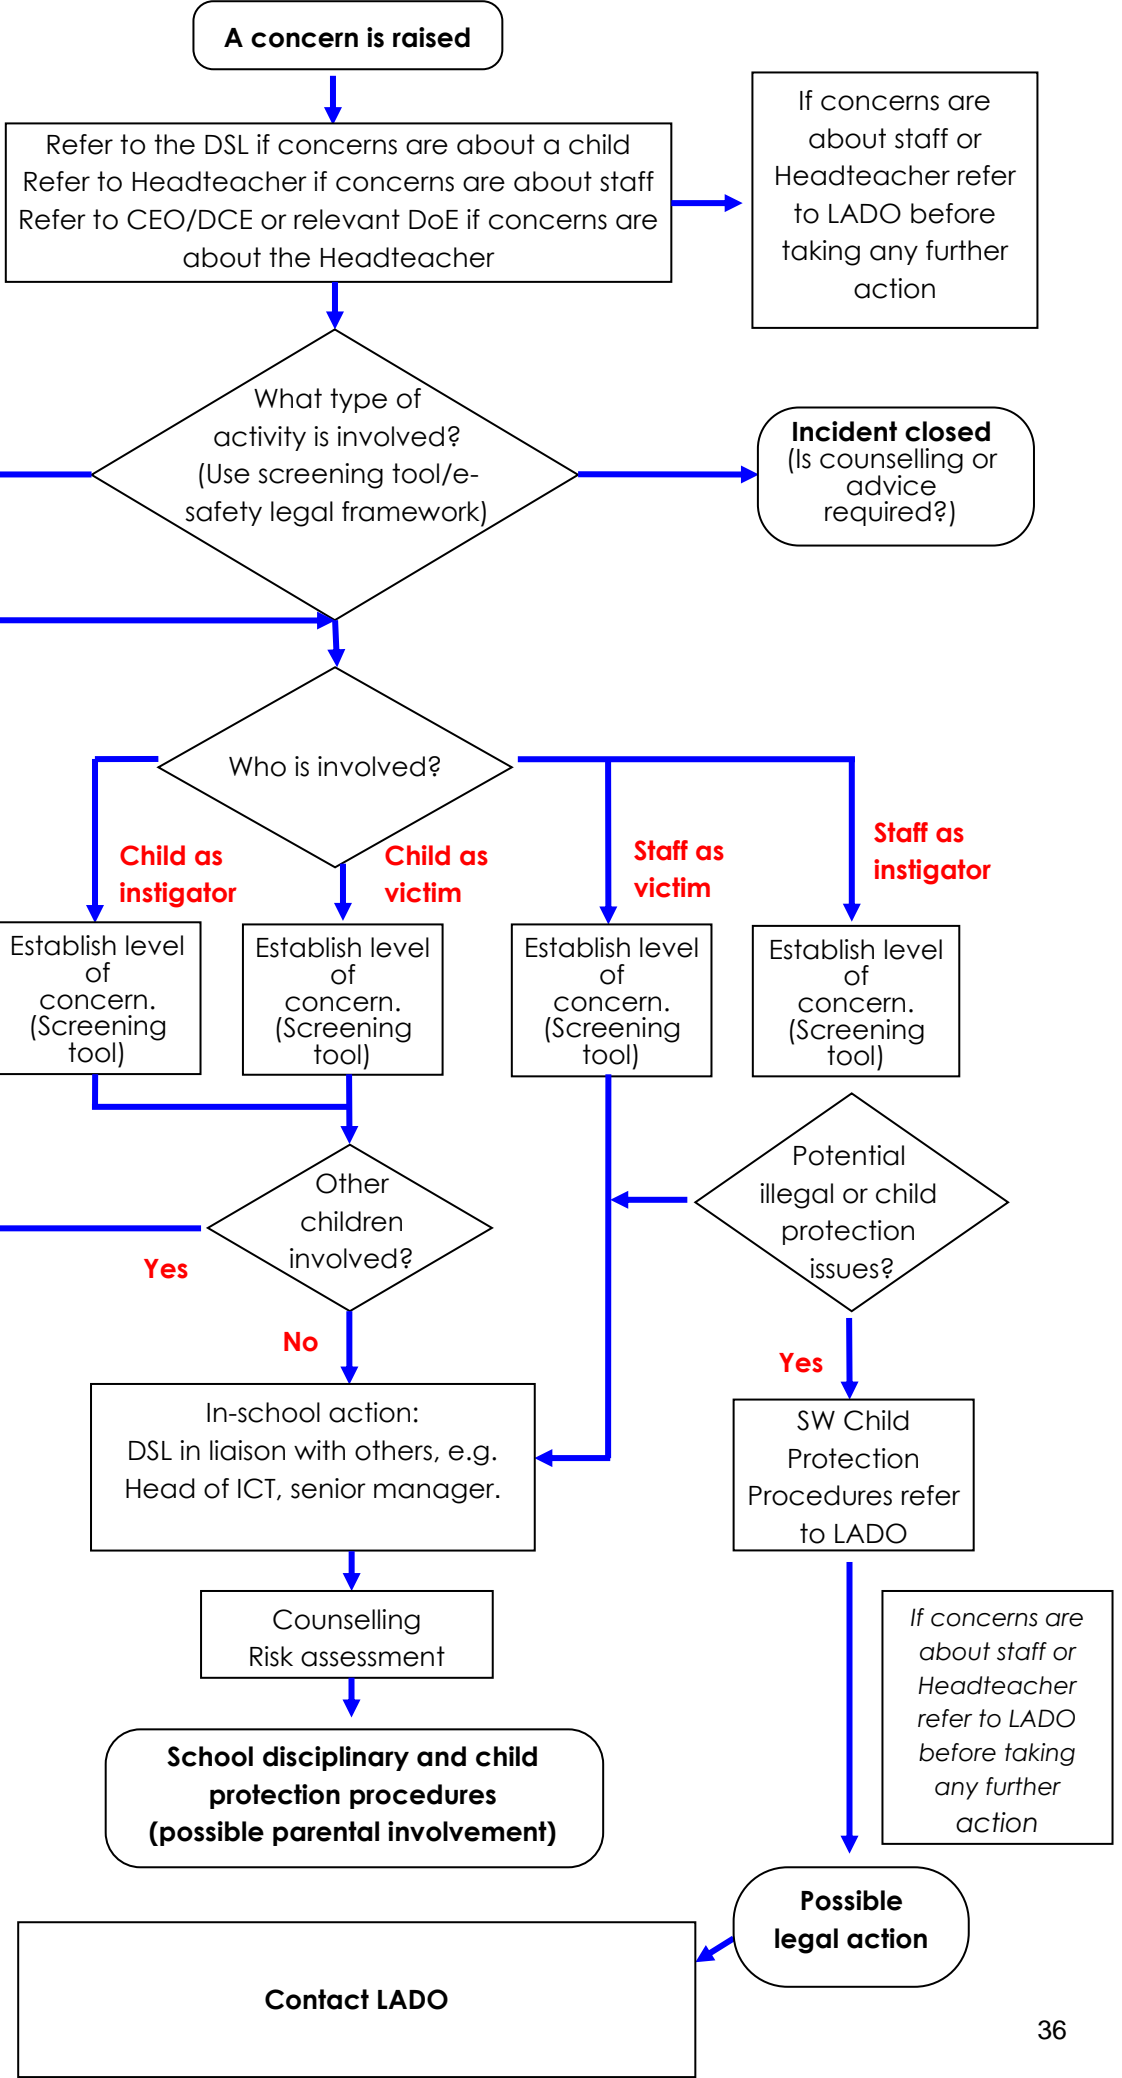 A concern is raised
Refer to the DSL if concerns are about a child
Refer to Headteacher if concerns are about staff
Refer to CEO/DCE or relevant DoE if concerns are
about the Headteacher
If concerns are
about staff or
Headteacher refer
to LADO before
taking any further
action
What type of
activity is involved?
(Use screening tool/e-
safety legal framework)
Incident closed
(Is counselling or
advice
required?)
Who is involved?
Child as
instigator
Child as
victim
Staff as
victim
Staff as
instigator
Establish level
of
concern.
(Screening
tool)
Establish level
of
concern.
(Screening
tool)
Establish level
of
concern.
(Screening
tool)
Establish level
of
concern.
(Screening
tool)
Other
children
involved?
Potential
illegal or child
protection
issues?
Yes
No
Yes
In-school action:
DSL in liaison with others, e.g.
Head of ICT, senior manager.
SW Child
Protection
Procedures refer
to LADO
Counselling
Risk assessment
If concerns are
about staff or
Headteacher
refer to LADO
before taking
any further
action
School disciplinary and child
protection procedures
(possible parental involvement)
Possible
legal action
Contact LADO
36